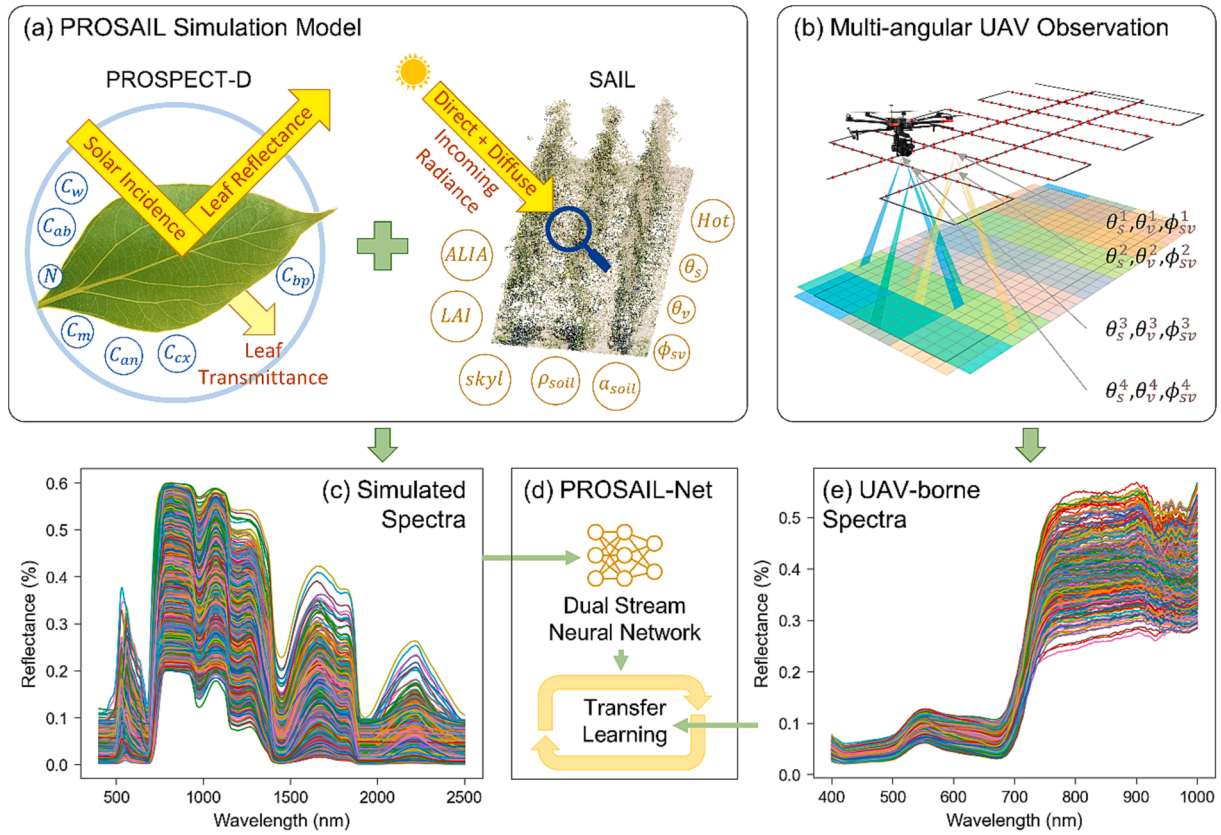 (a) PROSAIL Simulation Model
PROSPECT-D
Solar Incidence
Leaf Reflectance
C_w
C_ab
N
C_m
C_an
C_cx
C_bp
Leaf
Transmittance
SAIL
Direct + Diffuse
Incoming
Radiance
ALIA
LAI
skyl
ρ_soil
α_soil
ϕ_sv
θ_v
θ_s
Hot
(b) Multi-angular UAV Observation
θ_s^1,θ_v^1,ϕ_sv^1
θ_s^2,θ_v^2,ϕ_sv^2
θ_s^3,θ_v^3,ϕ_sv^3
θ_s^4,θ_v^4,ϕ_sv^4
(c) Simulated
Spectra
Reflectance (%)
0.6
0.5
0.4
0.3
0.2
0.1
0.0
500 1000 1500 2000 2500
Wavelength (nm)
(d) PROSAIL-Net
Dual Stream
Neural Network
Transfer
Learning
(e) UAV-borne
Spectra
Reflectance (%)
0.5
0.4
0.3
0.2
0.1
0.0
400 500 600 700 800 900 1000
Wavelength (nm)